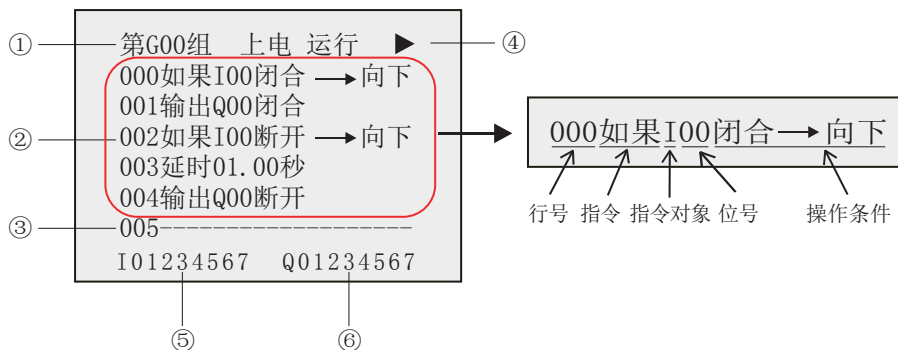 ① 第G00组 上电 运行 ▶ ④
000如果I00闭合 → 向下
001输出Q00闭合
② 002如果I00断开 → 向下
003延时01.00秒
004输出Q00断开
③ 005------------------
I01234567 Q01234567
⑤ ⑥
000如果I00闭合 → 向下
行号 指令 指令对象 位号 操作条件